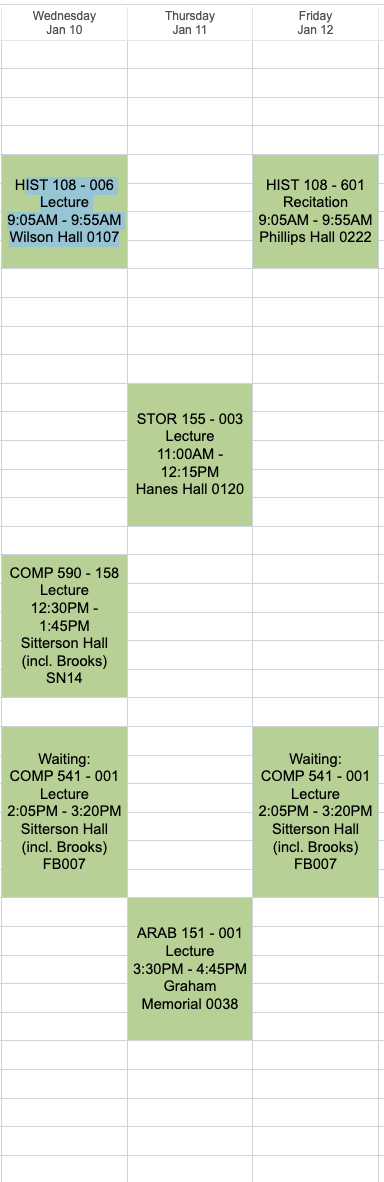 Wednesday
Jan 10
Thursday
Jan 11
Friday
Jan 12
HIST 108 - 006
Lecture
9:05AM - 9:55AM
Wilson Hall 0107
HIST 108 - 601
Recitation
9:05AM - 9:55AM
Phillips Hall 0222
STOR 155 - 003
Lecture
11:00AM -
12:15PM
Hanes Hall 0120
COMP 590 - 158
Lecture
12:30PM -
1:45PM
Sitterson Hall
(incl. Brooks)
SN14
Waiting:
COMP 541 - 001
Lecture
2:05PM - 3:20PM
Sitterson Hall
(incl. Brooks)
FB007
Waiting:
COMP 541 - 001
Lecture
2:05PM - 3:20PM
Sitterson Hall
(incl. Brooks)
FB007
ARAB 151 - 001
Lecture
3:30PM - 4:45PM
Graham
Memorial 0038